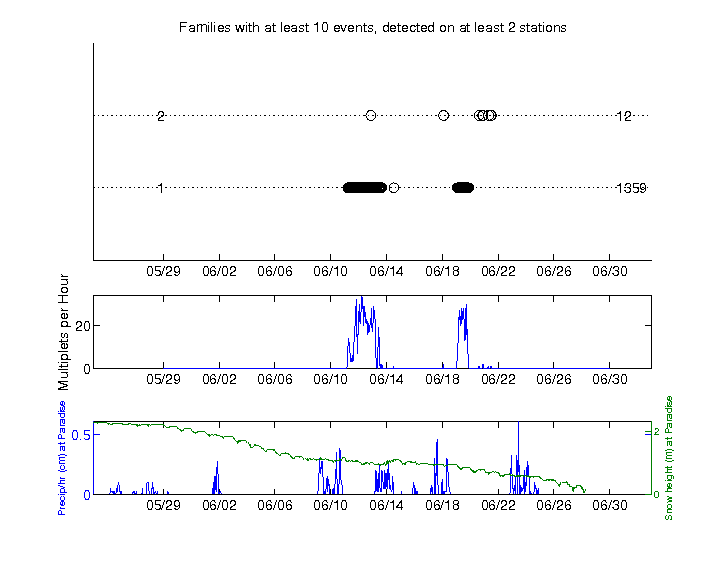 Families with at least 10 events, detected on at least 2 stations
2 12
1 1359
05/29 06/02 06/06 06/10 06/14 06/18 06/22 06/26 06/30
Multiplets per Hour
20
0
05/29 06/02 06/06 06/10 06/14 06/18 06/22 06/26 06/30
Precip/hr (cm) at Paradise
0.5
0
Snow height (m) at Paradise
2
0
05/29 06/02 06/06 06/10 06/14 06/18 06/22 06/26 06/30